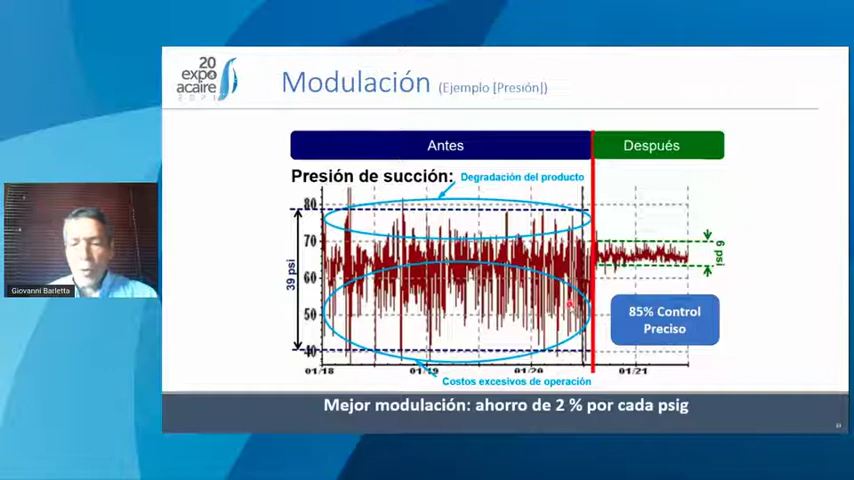 20
expo
acaire
2021
Modulación (Ejemplo [Presión])
Antes
Después
Presión de succión:
Degradación del producto
80
70
60
50
40
39 psi
6 psi
85% Control
Preciso
01/18
01/19
01/20
01/21
Costos excesivos de operación
Mejor modulación: ahorro de 2 % por cada psig
Giovanni Barletta